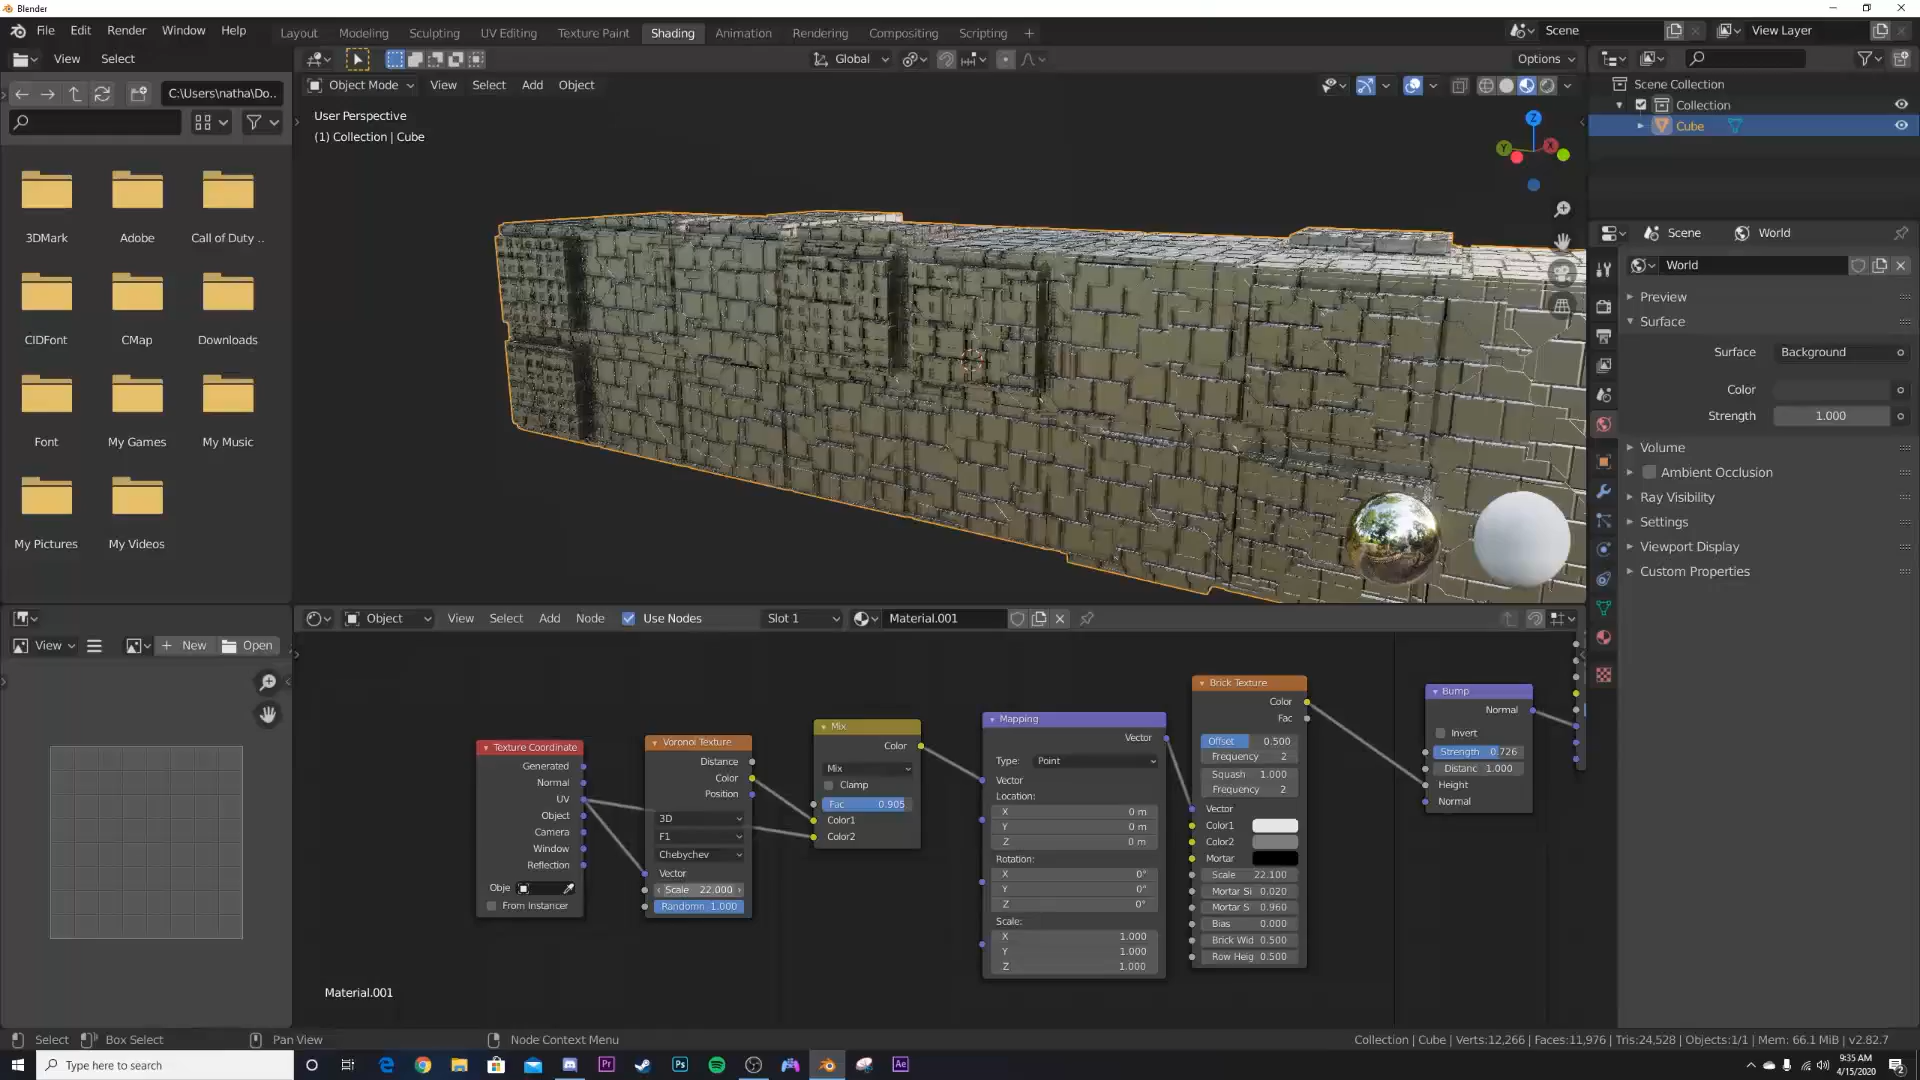 Blender
File Edit Render Window Help
Layout Modeling Sculpting UV Editing Texture Paint Shading Animation Rendering Compositing Scripting +
Scene
View Layer
View Select
Global
Options
C:\Users\natha\Do..
Object Mode View Select Add Object
User Perspective
(1) Collection | Cube
Z
Y
X
Scene Collection
Collection
Cube
3DMark Adobe Call of Duty ..
CIDFont CMap Downloads
Font My Games My Music
My Pictures My Videos
Scene World
World
Preview
Surface
Surface Background
Color
Strength 1.000
Volume
Ambient Occlusion
Ray Visibility
Settings
Viewport Display
Custom Properties
Object View Select Add Node Use Nodes Slot 1 Material.001
View New Open
Texture Coordinate
Generated
Normal
UV
Object
Camera
Window
Reflection
Obje
From Instancer
Voronoi Texture
Distance
Color
Position
3D
F1
Chebychev
Vector
Scale 22.000
Randomn 1.000
Mix
Color
Mix
Clamp
Fac 0.905
Color1
Color2
Mapping
Vector
Type: Point
Vector
Location:
X 0 m
Y 0 m
Z 0 m
Rotation:
X 0°
Y 0°
Z 0°
Scale:
X 1.000
Y 1.000
Z 1.000
Brick Texture
Color
Fac
Offset 0.500
Frequency 2
Squash 1.000
Frequency 2
Vector
Color1
Color2
Mortar
Scale 22.100
Mortar Si 0.020
Mortar S 0.960
Bias 0.000
Brick Wid 0.500
Row Heig 0.500
Bump
Normal
Invert
Strength 0.726
Distanc 1.000
Height
Normal
Material.001
Select Box Select Pan View Node Context Menu
Collection | Cube | Verts:12,266 | Faces:11,976 | Tris:24,528 | Objects:1/1 | Mem: 66.1 MiB | v2.82.7
Type here to search
Pr
Ps
Ae
9:35 AM
4/15/2020